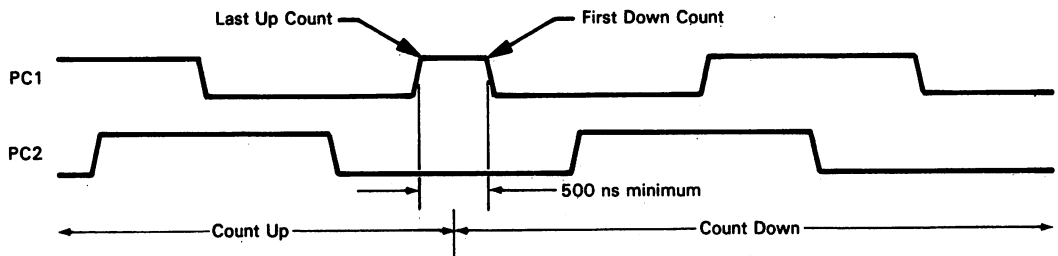 Last Up Count
First Down Count
PC1
PC2
500 ns minimum
Count Up
Count Down